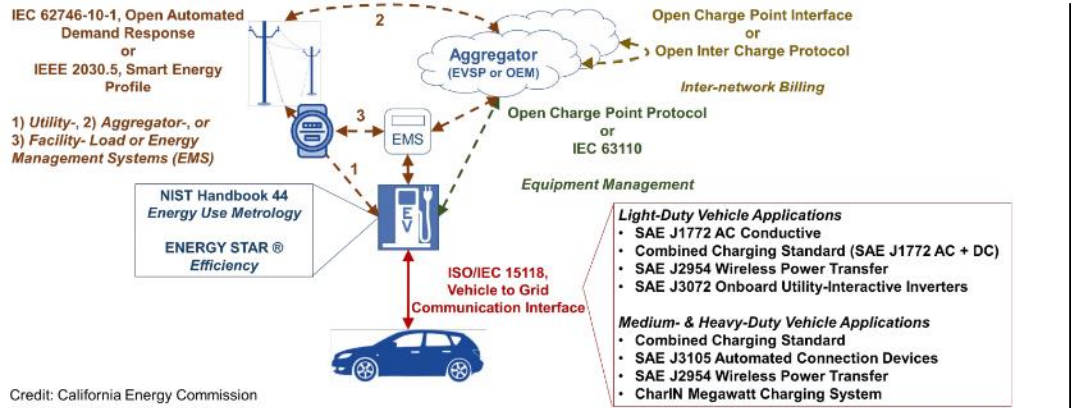 IEC 62746-10-1, Open Automated
Demand Response
or
IEEE 2030.5, Smart Energy
Profile
1) Utility-, 2) Aggregator-, or
3) Facility- Load or Energy
Management Systems (EMS)
2
Aggregator
(EVSP or OEM)
Open Charge Point Interface
or
Open Inter Charge Protocol
Inter-network Billing
3
EMS
1
Open Charge Point Protocol
or
IEC 63110
Equipment Management
NIST Handbook 44
Energy Use Metrology
ENERGY STAR ®
Efficiency
EV
ISO/IEC 15118,
Vehicle to Grid
Communication Interface
Light-Duty Vehicle Applications
• SAE J1772 AC Conductive
• Combined Charging Standard (SAE J1772 AC + DC)
• SAE J2954 Wireless Power Transfer
• SAE J3072 Onboard Utility-Interactive Inverters
Medium- & Heavy-Duty Vehicle Applications
• Combined Charging Standard
• SAE J3105 Automated Connection Devices
• SAE J2954 Wireless Power Transfer
• CharIN Megawatt Charging System
Credit: California Energy Commission